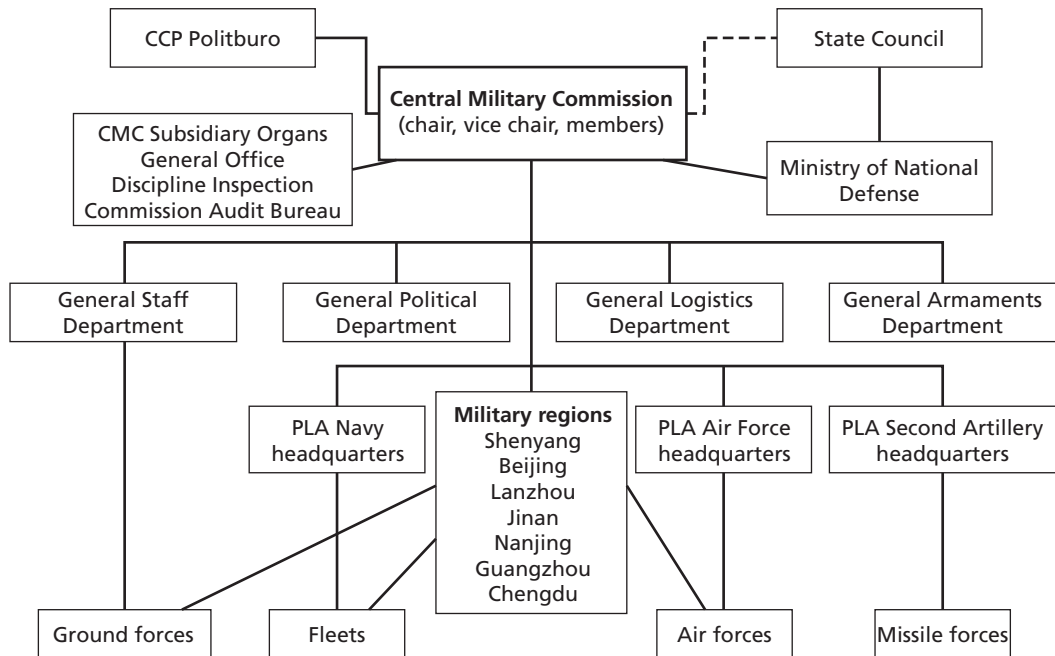 CCP Politburo
State Council
Central Military Commission
(chair, vice chair, members)
CMC Subsidiary Organs
General Office
Discipline Inspection
Commission Audit Bureau
Ministry of National
Defense
General Staff
Department
General Political
Department
General Logistics
Department
General Armaments
Department
PLA Navy
headquarters
Military regions
Shenyang
Beijing
Lanzhou
Jinan
Nanjing
Guangzhou
Chengdu
PLA Air Force
headquarters
PLA Second Artillery
headquarters
Ground forces
Fleets
Air forces
Missile forces